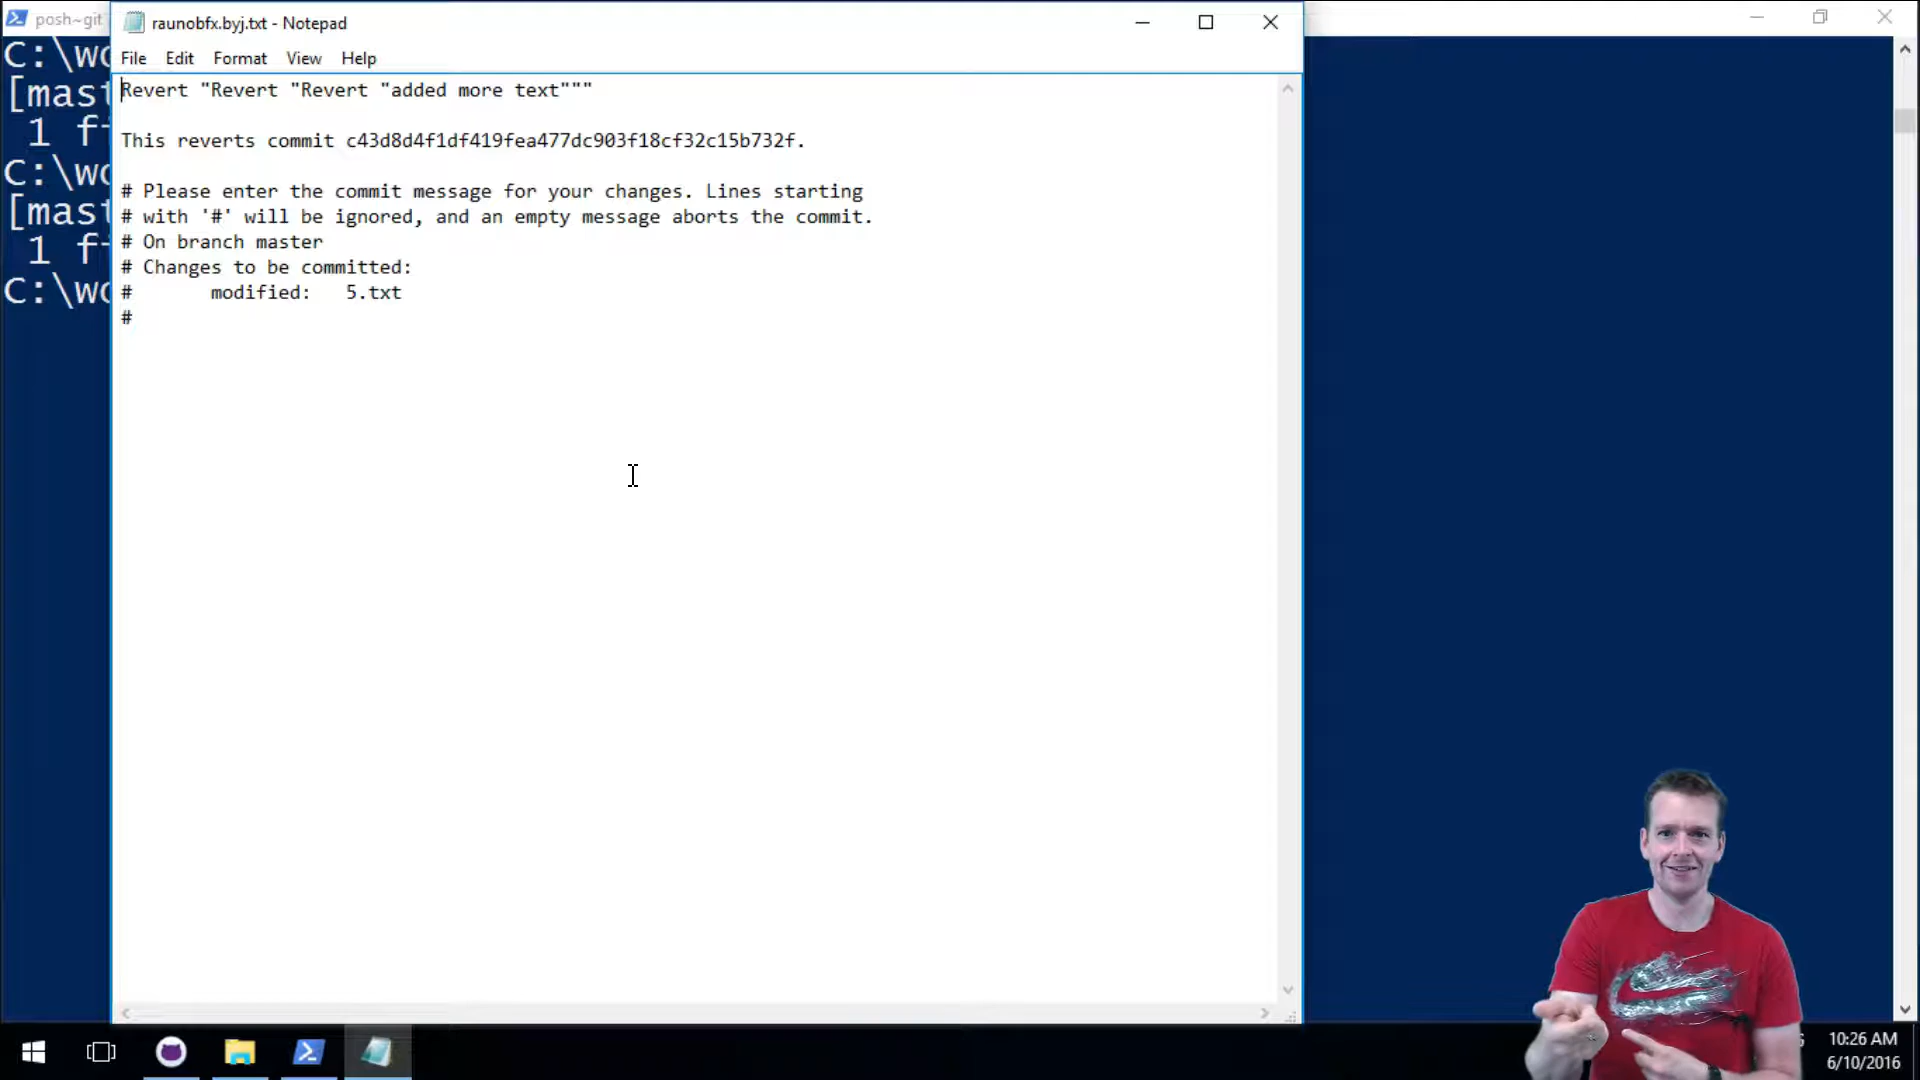 posh~git
raunobfx.byj.txt - Notepad
File Edit Format View Help
Revert "Revert "Revert "added more text"""
This reverts commit c43d8d4f1df419fea477dc903f18cf32c15b732f.
# Please enter the commit message for your changes. Lines starting
# with '#' will be ignored, and an empty message aborts the commit.
# On branch master
# Changes to be committed:
# modified: 5.txt
#
C:\wo
[mast
1 f
C:\wo
[mast
1 f
C:\wo
10:26 AM
6/10/2016